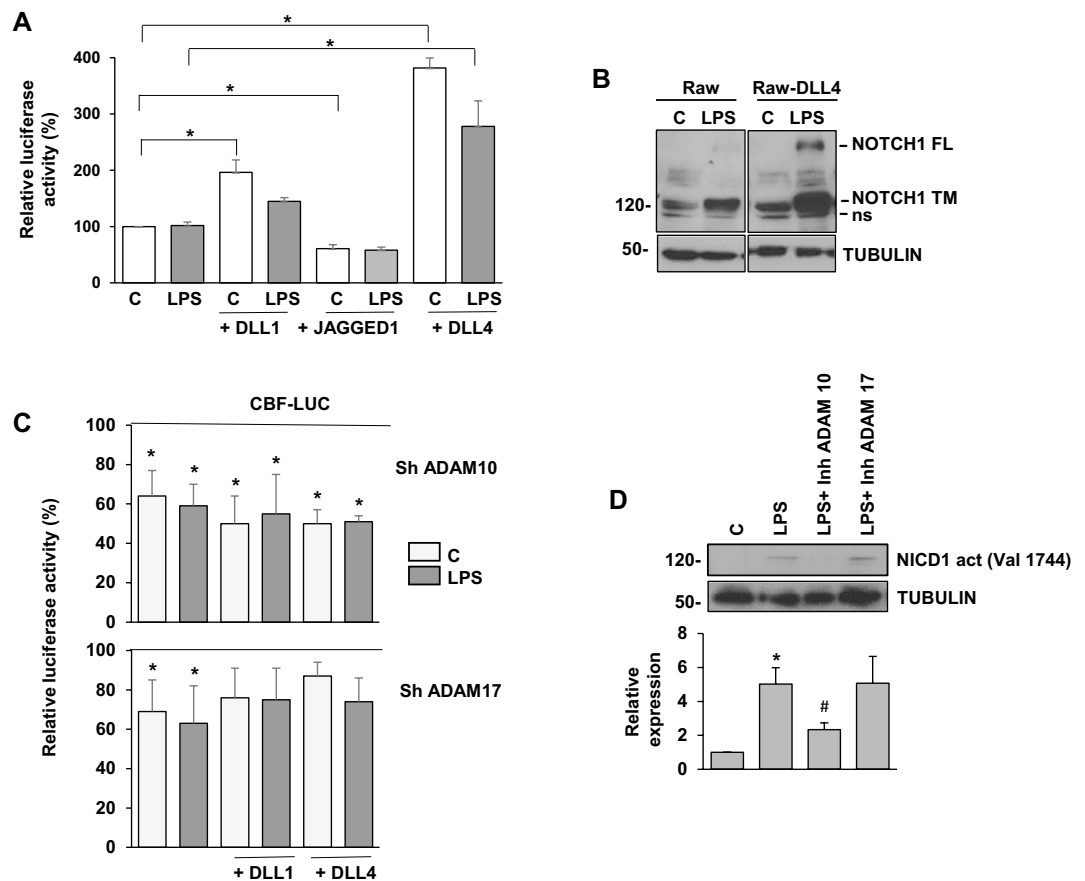 A
Relative luciferase activity (%)
400
300
200
100
0
*
*
*
*
C LPS C LPS C LPS C LPS
+ DLL1 + JAGGED1 + DLL4
B
Raw Raw-DLL4
C LPS C LPS
NOTCH1 FL
120- NOTCH1 TM
ns
50- TUBULIN
C
CBF-LUC
Relative luciferase activity (%)
100
80
60
40
20
0
* * * * * *
Sh ADAM10
C
LPS
100
80
60
40
20
0
* *
Sh ADAM17
+ DLL1 + DLL4
D
C
LPS
LPS+ Inh ADAM 10
LPS+ Inh ADAM 17
120- NICD1 act (Val 1744)
50- TUBULIN
Relative expression
8
6
4
2
0
*
#